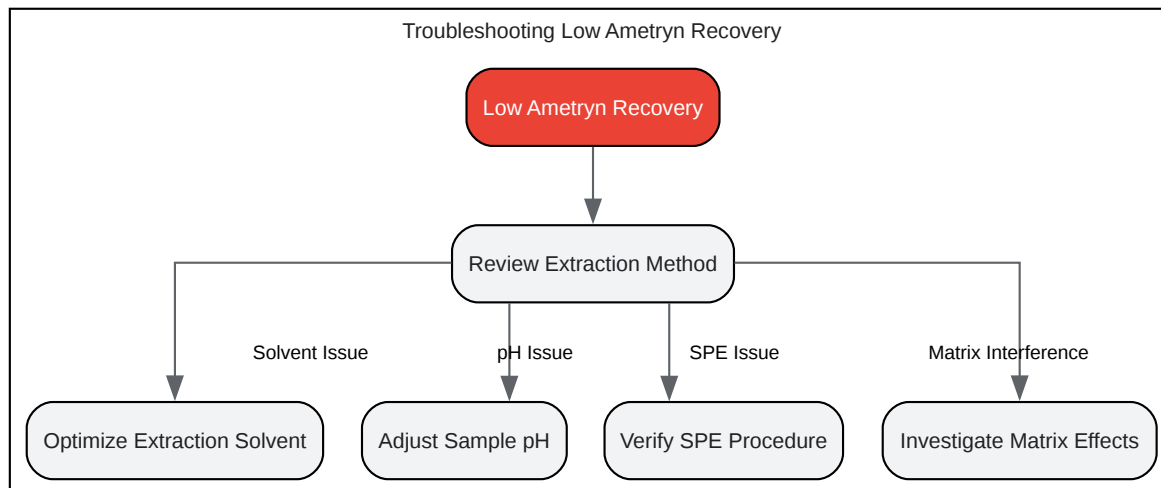 Troubleshooting Low Ametryn Recovery
Low Ametryn Recovery
Review Extraction Method
Solvent Issue
pH Issue
SPE Issue
Matrix Interference
Optimize Extraction Solvent
Adjust Sample pH
Verify SPE Procedure
Investigate Matrix Effects